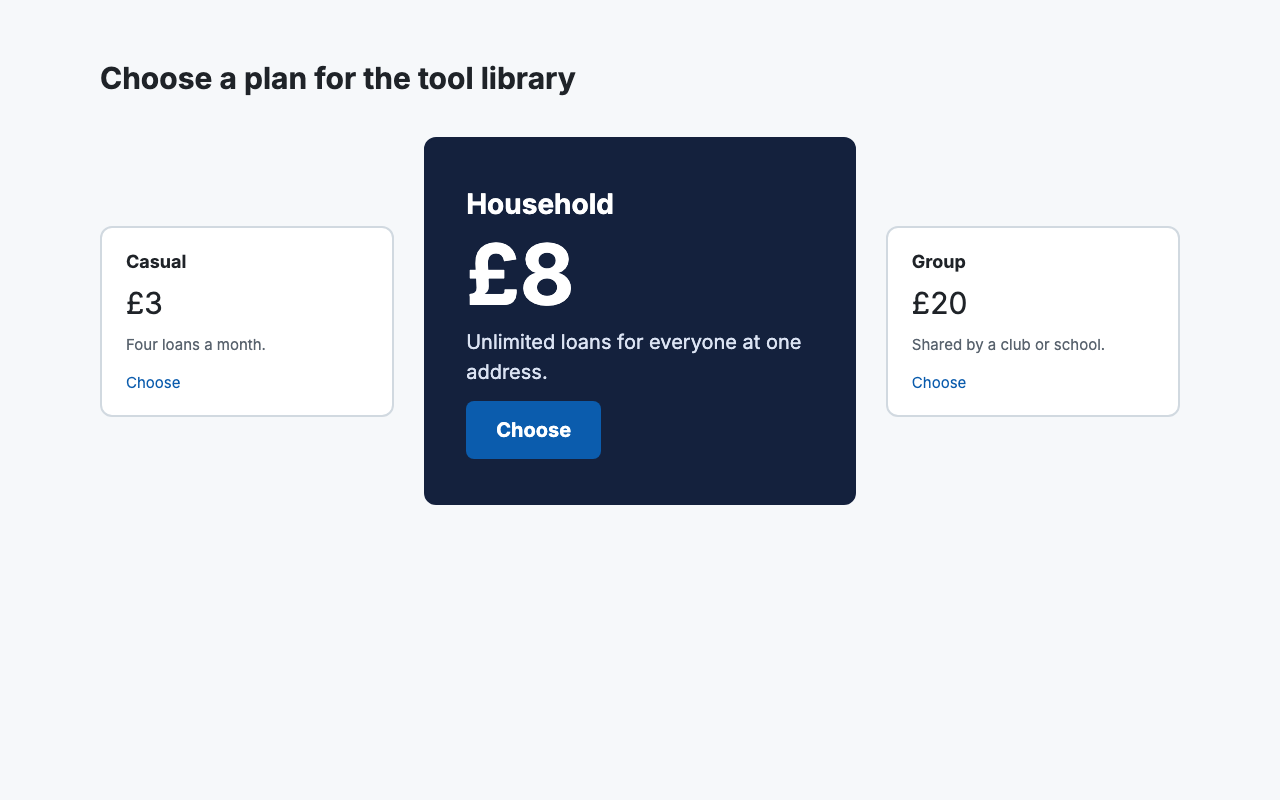 Choose a plan for the tool library
Casual
£3
Four loans a month.
Choose
Household
£8
Unlimited loans for everyone at one
address.
Choose
Group
£20
Shared by a club or school.
Choose